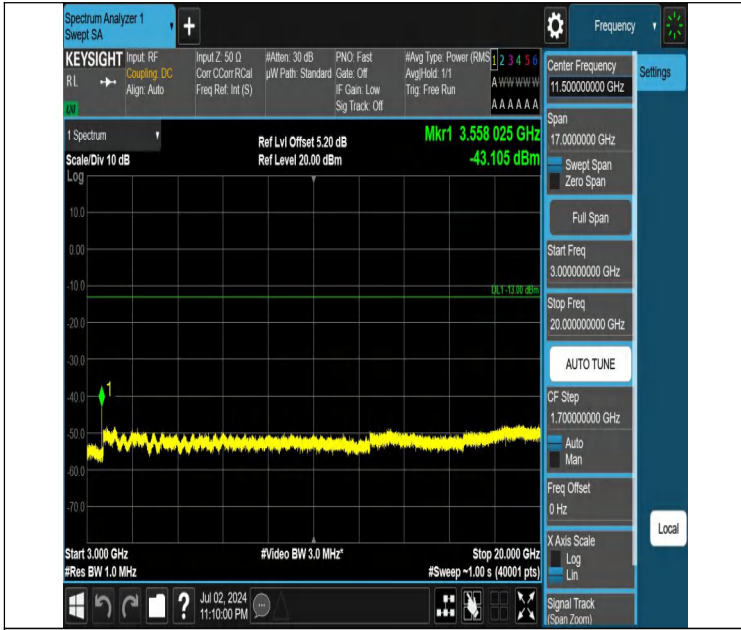 Spectrum Analyzer 1
Swept SA
+
Frequency
KEYSIGHT
RL
Input: RF
Coupling: DC
Align: Auto
Input Z: 50 Ω
Corr CCorr RCal
Freq Ref: Int (S)
#Atten: 30 dB
µW Path: Standard
PNO: Fast
Gate: Off
IF Gain: Low
Sig Track: Off
#Avg Type: Power (RMS
Avg|Hold: 1/1
Trig: Free Run
1 2 3 4 5 6
A W W W W W
A A A A A A
1 Spectrum
Scale/Div 10 dB
Ref Lvl Offset 5.20 dB
Ref Level 20.00 dBm
Mkr1 3.558 025 GHz
-43.105 dBm
Log
10.0
0.00
-10.0
-20.0
-30.0
-40.0
-50.0
-60.0
-70.0
DL1 -13.00 dBm
1
Start 3.000 GHz
#Res BW 1.0 MHz
#Video BW 3.0 MHz*
Stop 20.000 GHz
#Sweep ~1.00 s (40001 pts)
?
Jul 02, 2024
11:10:00 PM
Center Frequency
11.500000000 GHz
Settings
Span
17.0000000 GHz
Swept Span
Zero Span
Full Span
Start Freq
3.000000000 GHz
Stop Freq
20.000000000 GHz
AUTO TUNE
CF Step
1.700000000 GHz
Auto
Man
Freq Offset
0 Hz
X Axis Scale
Log
Lin
Local
Signal Track
(Span Zoom)